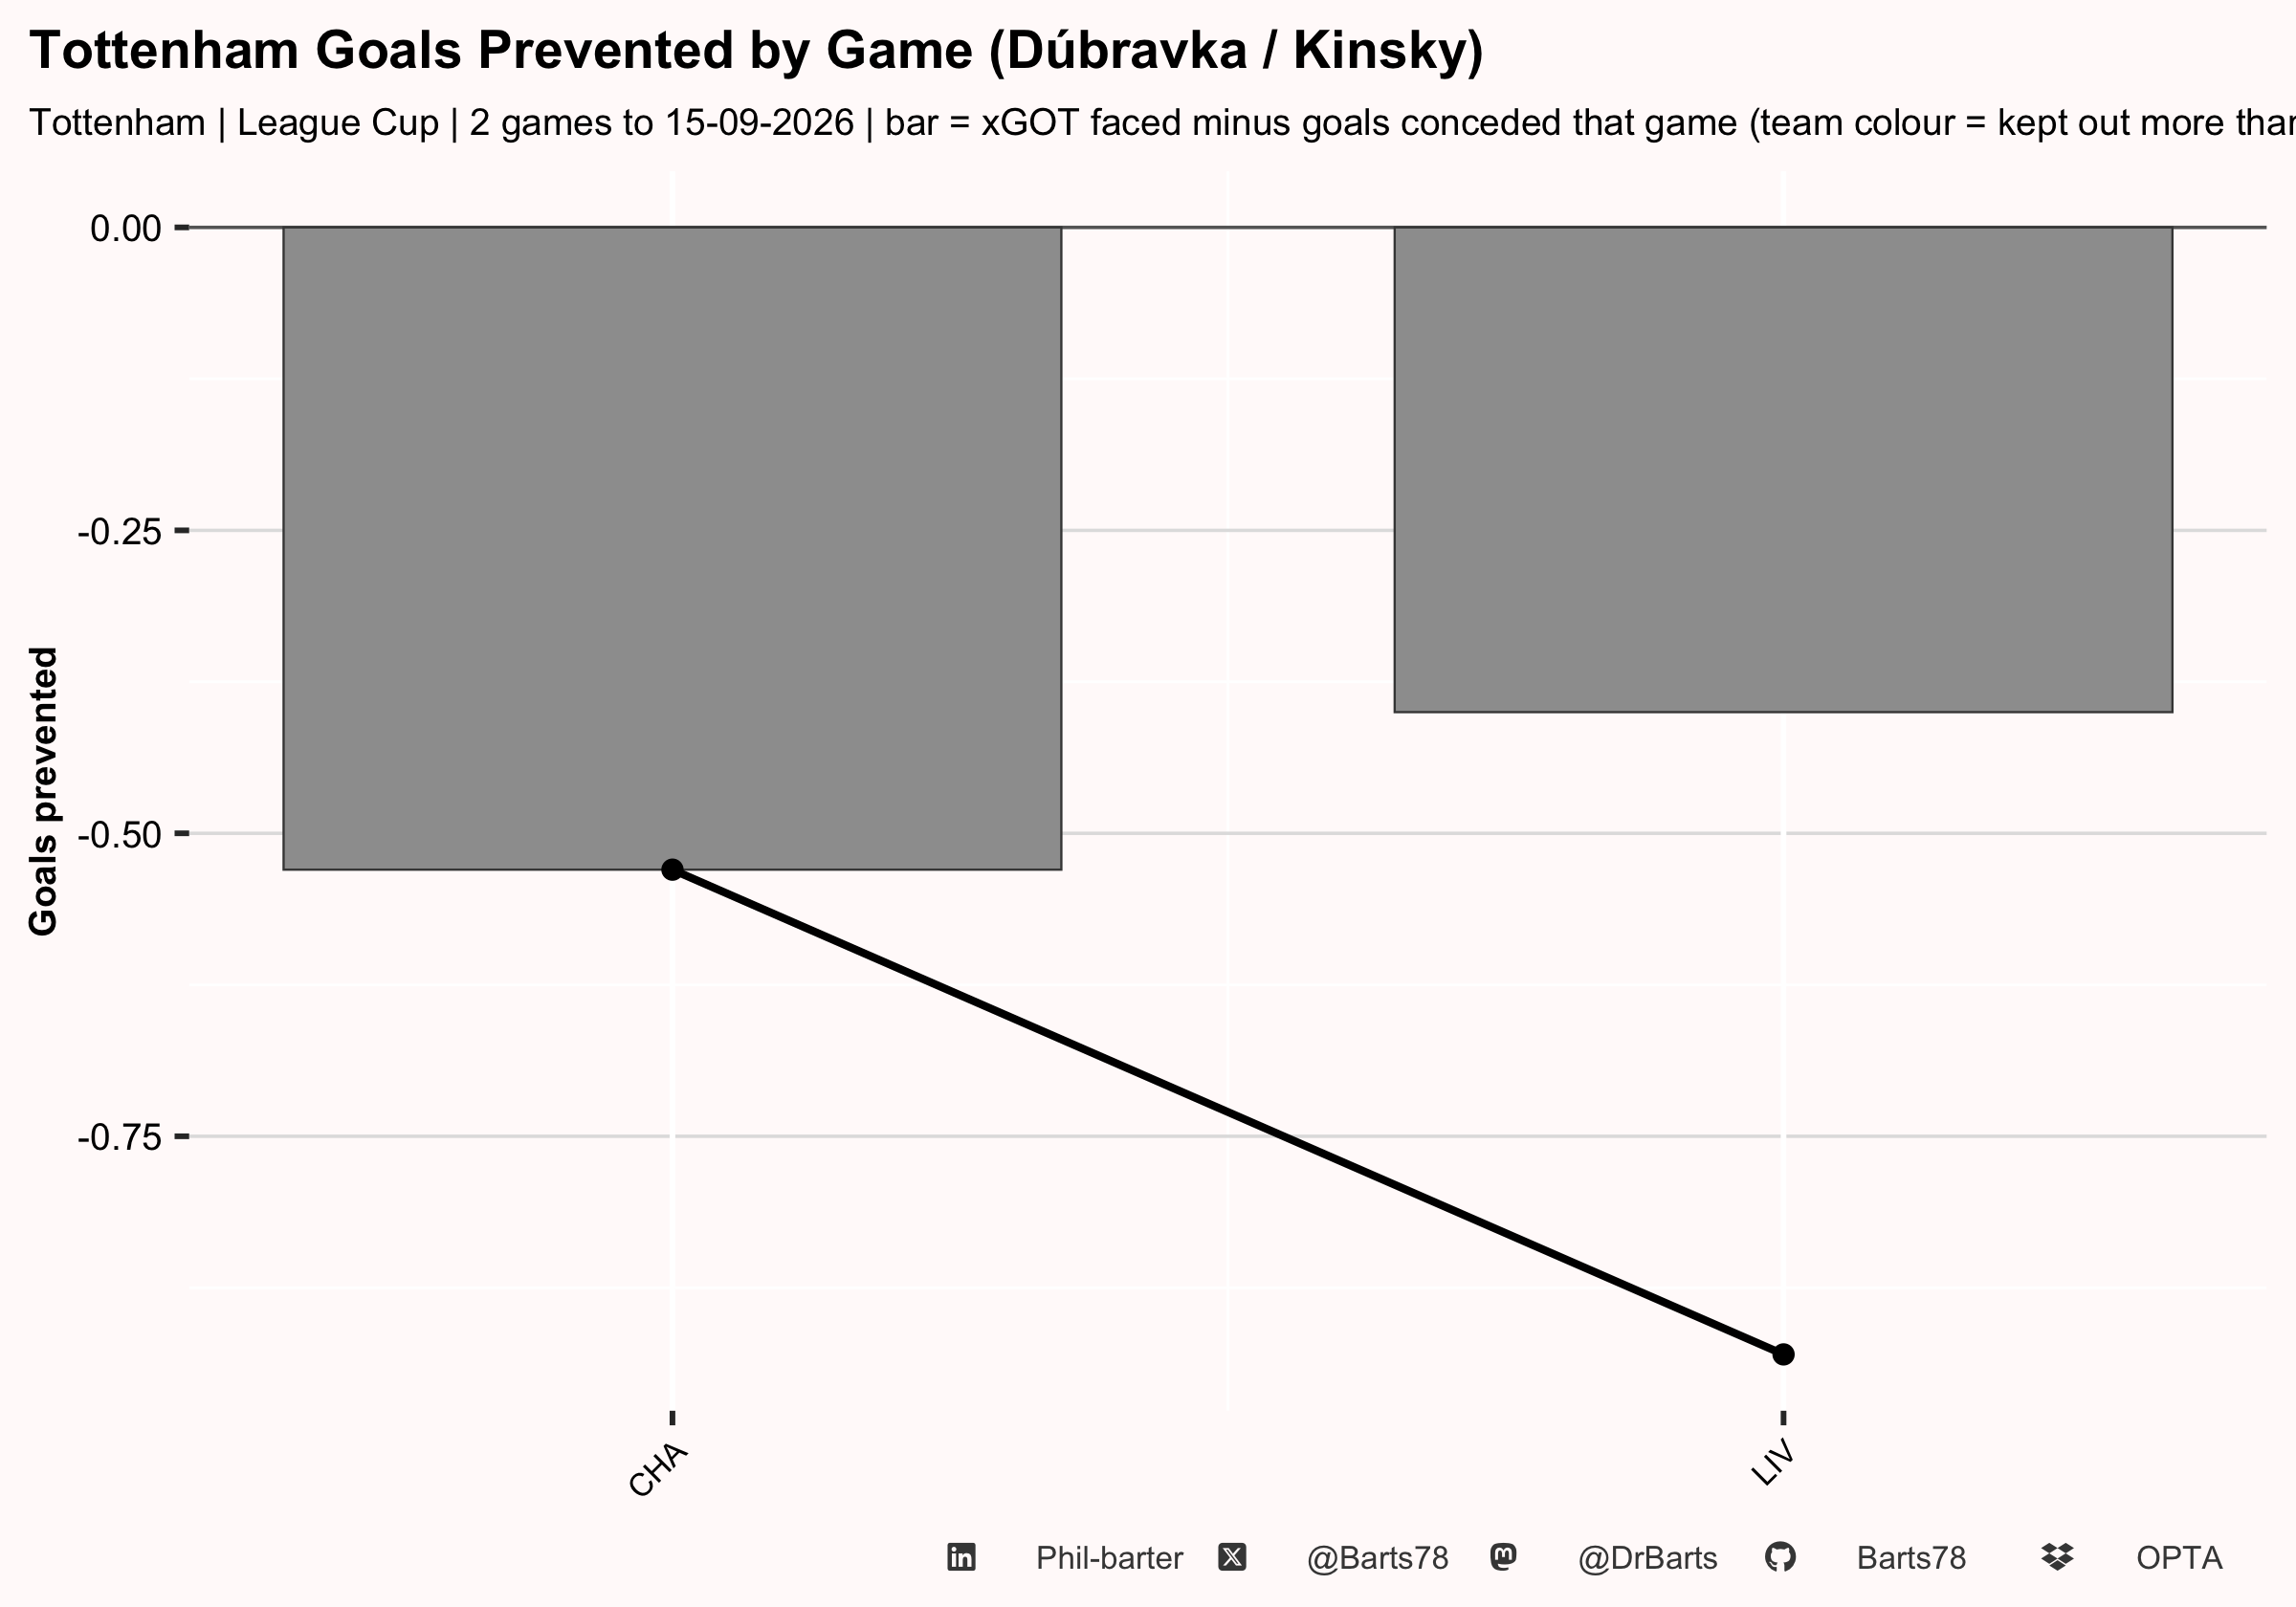 Tottenham Goals Prevented by Game (Dúbravka / Kinsky)
Tottenham | League Cup | 2 games to 15-09-2026 | bar = xGOT faced minus goals conceded that game (team colour = kept out more than
0.00
-0.25
-0.50
-0.75
Goals prevented
CHA
LIV
Phil-barter @Barts78 @DrBarts Barts78 OPTA